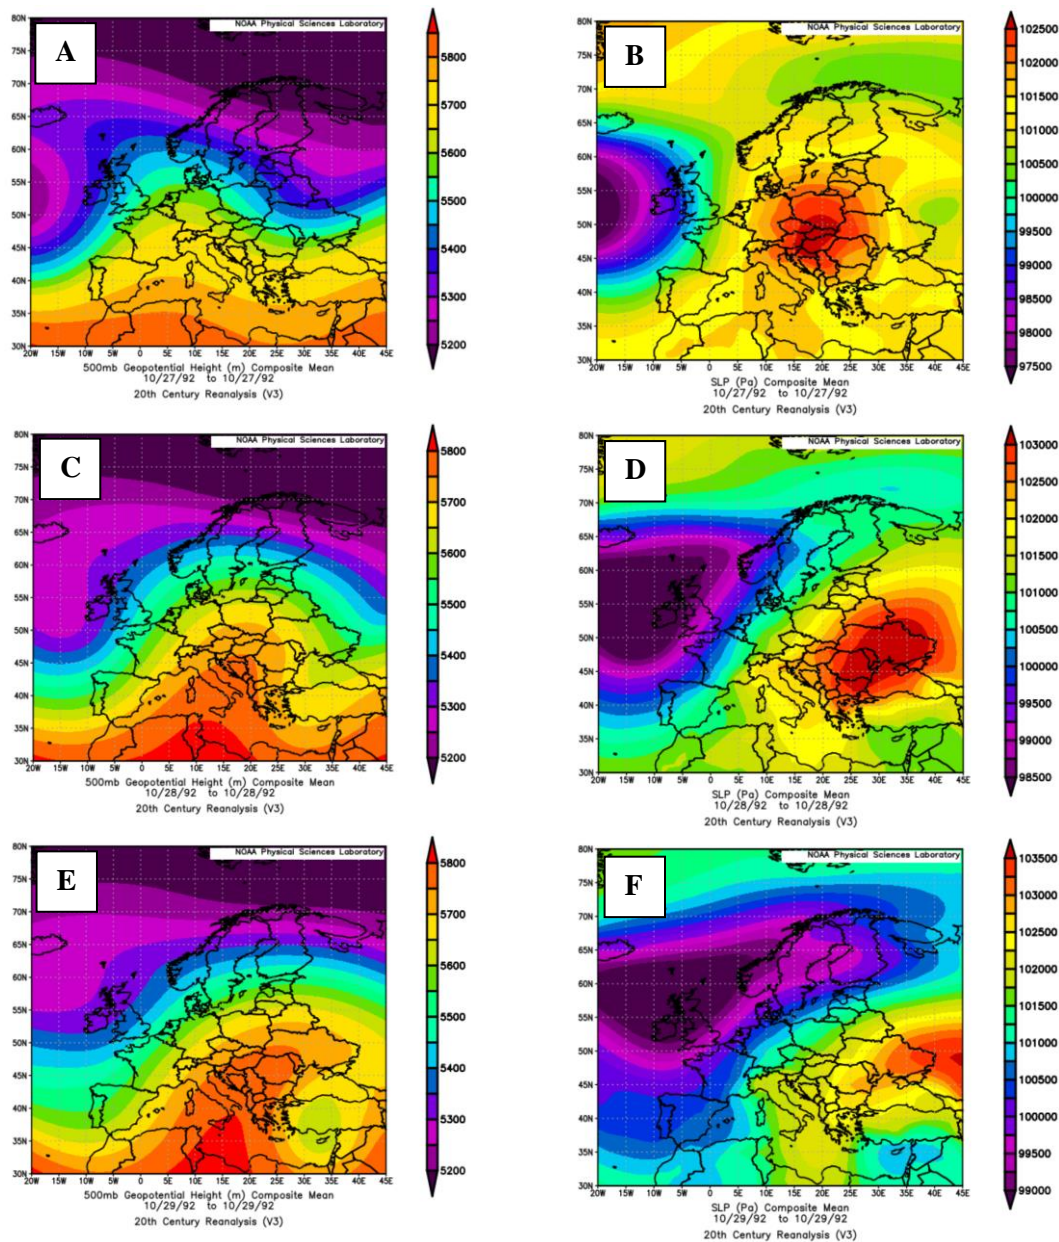 A
NOAA Physical Sciences Laboratory
80N
75N
70N
65N
60N
55N
50N
45N
40N
35N
30N
20W 15W 10W 5W 0 5E 10E 15E 20E 25E 30E 35E 40E 45E
5800
5700
5600
5500
5400
5300
5200
500mb Geopotential Height (m) Composite Mean
10/27/92 to 10/27/92
20th Century Reanalysis (V3)
B
NOAA Physical Sciences Laboratory
80N
75N
70N
65N
60N
55N
50N
45N
40N
35N
30N
20W 15W 10W 5W 0 5E 10E 15E 20E 25E 30E 35E 40E 45E
102500
102000
101500
101000
100500
100000
99500
99000
98500
98000
97500
SLP (Pa) Composite Mean
10/27/92 to 10/27/92
20th Century Reanalysis (V3)
C
NOAA Physical Sciences Laboratory
80N
75N
70N
65N
60N
55N
50N
45N
40N
35N
30N
20W 15W 10W 5W 0 5E 10E 15E 20E 25E 30E 35E 40E 45E
5800
5700
5600
5500
5400
5300
5200
500mb Geopotential Height (m) Composite Mean
10/28/92 to 10/28/92
20th Century Reanalysis (V3)
D
NOAA Physical Sciences Laboratory
80N
75N
70N
65N
60N
55N
50N
45N
40N
35N
30N
20W 15W 10W 5W 0 5E 10E 15E 20E 25E 30E 35E 40E 45E
103000
102500
102000
101500
101000
100500
100000
99500
99000
98500
SLP (Pa) Composite Mean
10/28/92 to 10/28/92
20th Century Reanalysis (V3)
E
NOAA Physical Sciences Laboratory
80N
75N
70N
65N
60N
55N
50N
45N
40N
35N
30N
20W 15W 10W 5W 0 5E 10E 15E 20E 25E 30E 35E 40E 45E
5800
5700
5600
5500
5400
5300
5200
500mb Geopotential Height (m) Composite Mean
10/29/92 to 10/29/92
20th Century Reanalysis (V3)
F
NOAA Physical Sciences Laboratory
80N
75N
70N
65N
60N
55N
50N
45N
40N
35N
30N
20W 15W 10W 5W 0 5E 10E 15E 20E 25E 30E 35E 40E 45E
103500
103000
102500
102000
101500
101000
100500
100000
99500
99000
SLP (Pa) Composite Mean
10/29/92 to 10/29/92
20th Century Reanalysis (V3)